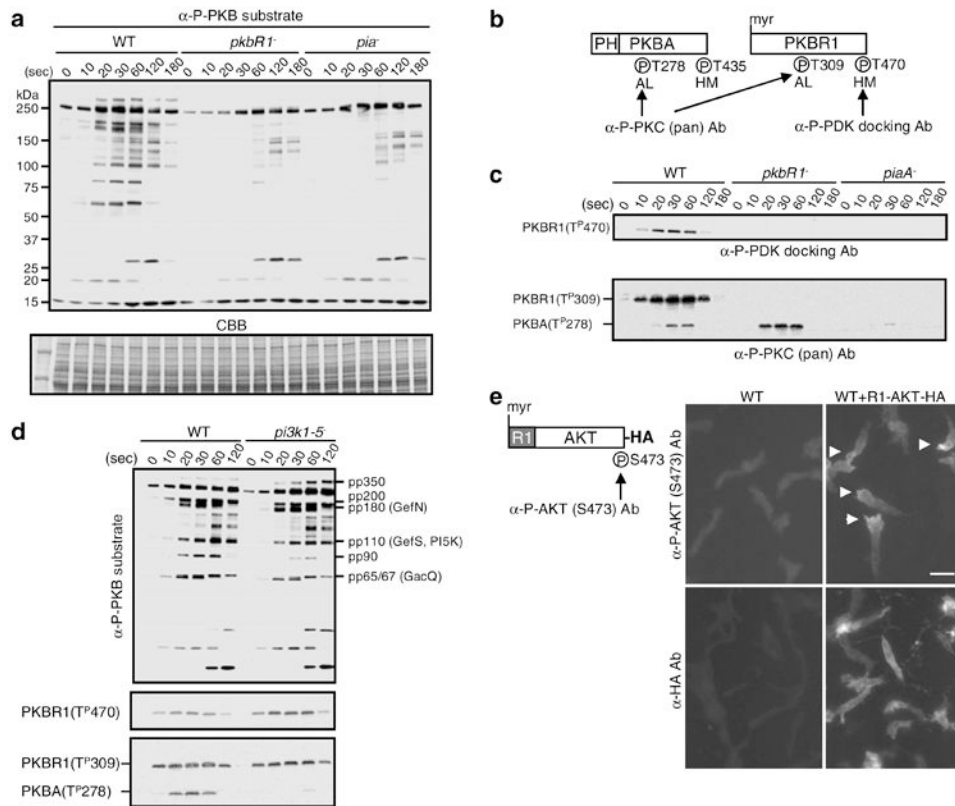 a
α-P-PKB substrate
WT pkbR1- pia-
(sec) 0 10 20 30 60 120 180 0 10 20 30 60 120 180 0 10 20 30 60 120 180
kDa
250
150
100
75
50
37
25
20
15
CBB
b
myr
PH PKBA PKBR1
P T278 P T435 P T309 P T470
AL HM AL HM
α-P-PKC (pan) Ab α-P-PDK docking Ab
c
WT pkbR1- piaA-
(sec) 0 10 20 30 60 120 180 0 10 20 30 60 120 180 0 10 20 30 60 120 180
PKBR1(TP470)
α-P-PDK docking Ab
PKBR1(TP309)
PKBA(TP278)
α-P-PKC (pan) Ab
d
WT pi3k1-5-
(sec) 0 10 20 30 60 120 0 10 20 30 60 120
α-P-PKB substrate
pp350
pp200
pp180 (GefN)
pp110 (GefS, PI5K)
pp90
pp65/67 (GacQ)
PKBR1(TP470)
PKBR1(TP309)
PKBA(TP278)
e
myr
R1 AKT -HA
P S473
α-P-AKT (S473) Ab
WT WT+R1-AKT-HA
α-P-AKT (S473) Ab
α-HA Ab